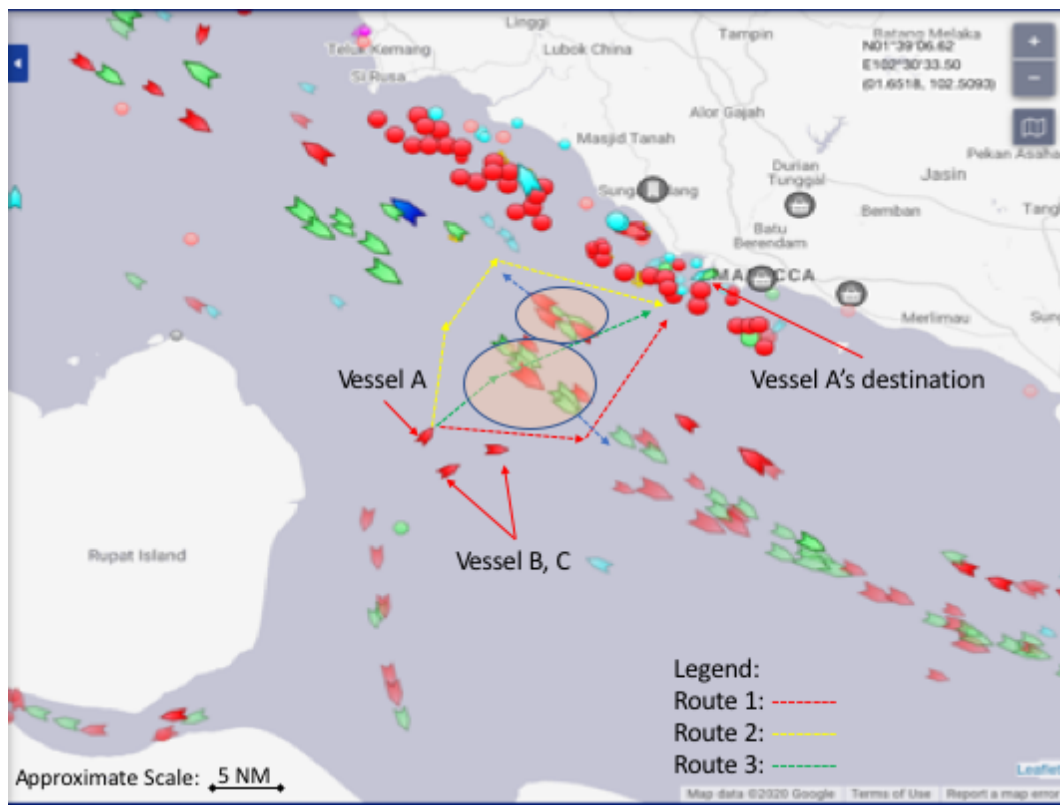 Linggi
Tampin
Batang Melaka
Teluk Kemang
Lubok China
N01°39'06.62
E102°30'33.50
(01.6518, 102.5093)
+
−
Si Rusa
Alor Gajah
Masjid Tanah
Pekan Asaha
Durian
Tunggal
Jasin
Bemban
Batu
Berendam
Merlimau
Vessel A
Vessel A's destination
Vessel B, C
Rupat Island
Legend:
Route 1:
Route 2:
Route 3:
Approximate Scale: 5 NM
Leaflet
Map data ©2020 Google
Terms of Use
Report a map error